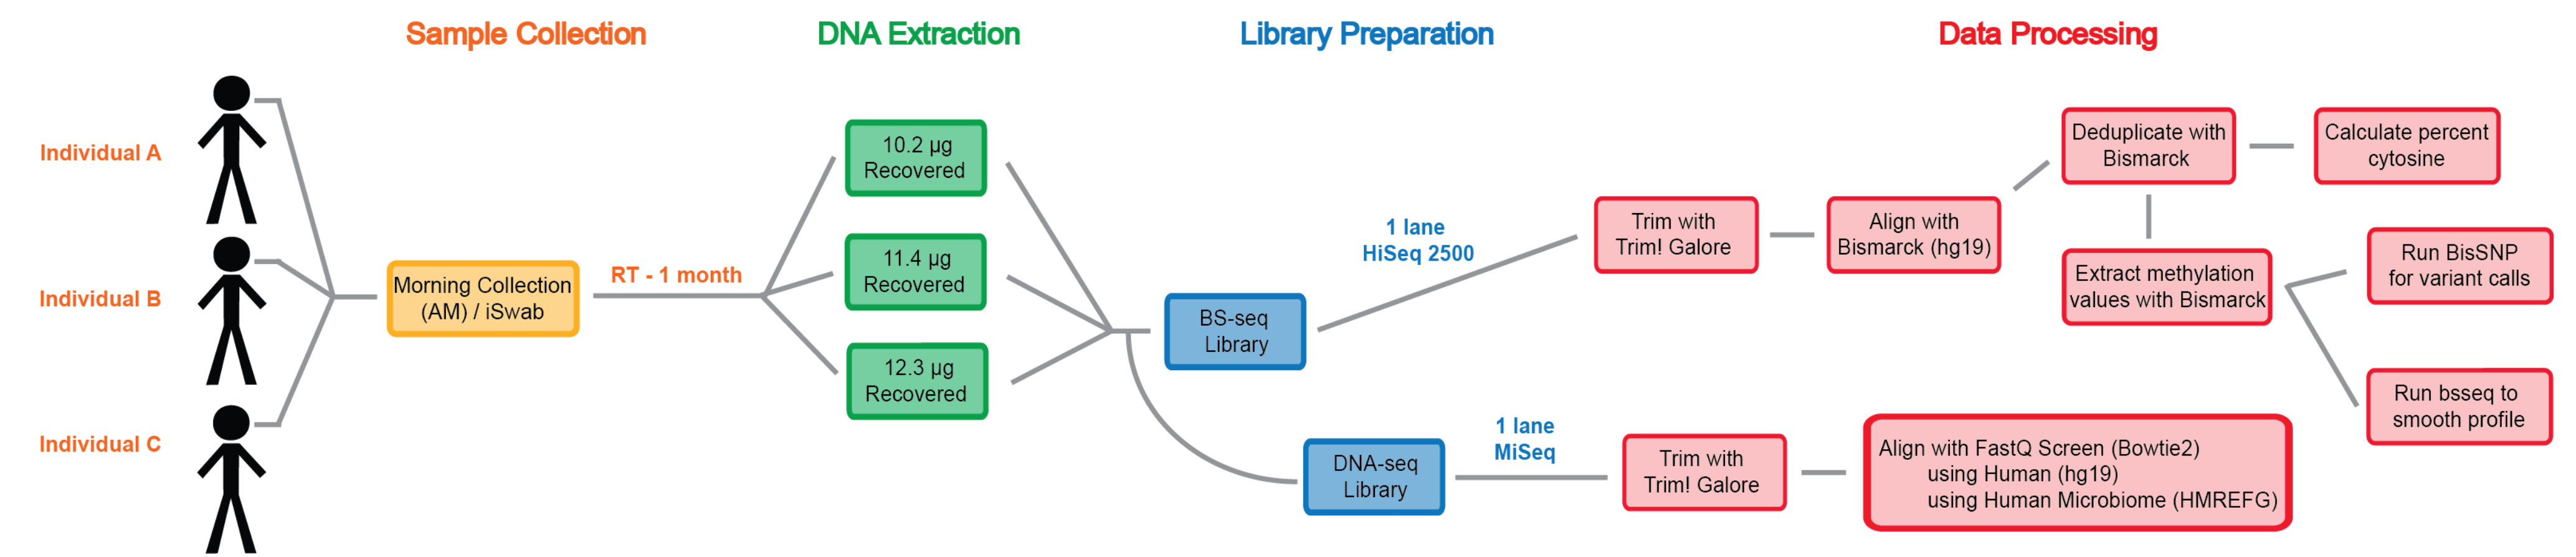 Sample Collection
DNA Extraction
Library Preparation
Data Processing
Individual A
Individual B
Individual C
Morning Collection
(AM) / iSwab
RT - 1 month
10.2 µg
Recovered
11.4 µg
Recovered
12.3 µg
Recovered
BS-seq
Library
1 lane
HiSeq 2500
Trim with
Trim! Galore
Align with
Bismarck (hg19)
Deduplicate with
Bismarck
Calculate percent
cytosine
Extract methylation
values with Bismarck
Run BisSNP
for variant calls
Run bsseq to
smooth profile
DNA-seq
Library
1 lane
MiSeq
Trim with
Trim! Galore
Align with FastQ Screen (Bowtie2)
using Human (hg19)
using Human Microbiome (HMREFG)